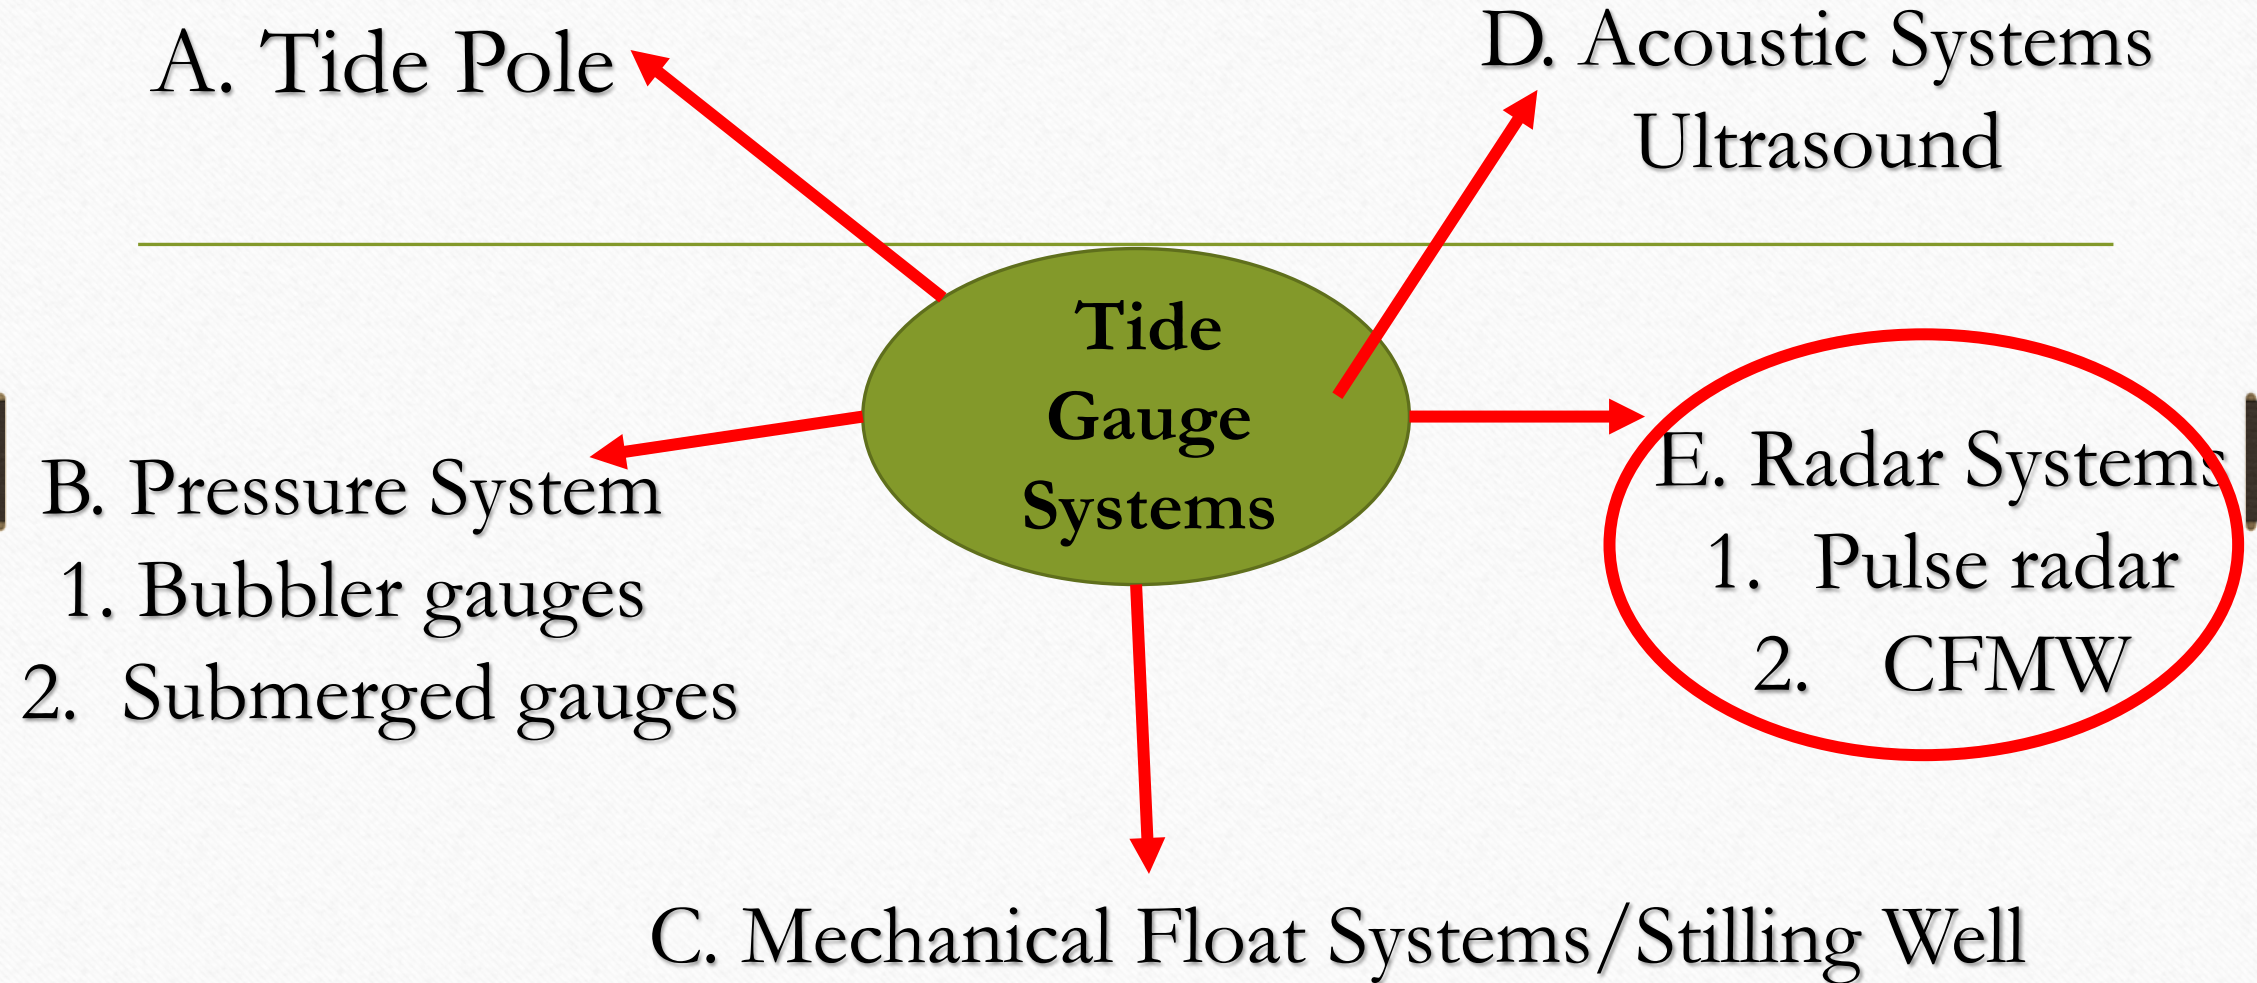 A. Tide Pole
D. Acoustic Systems
Ultrasound
Tide
Gauge
Systems
B. Pressure System
1. Bubbler gauges
2. Submerged gauges
E. Radar Systems
1. Pulse radar
2. CFMW
C. Mechanical Float Systems/Stilling Well